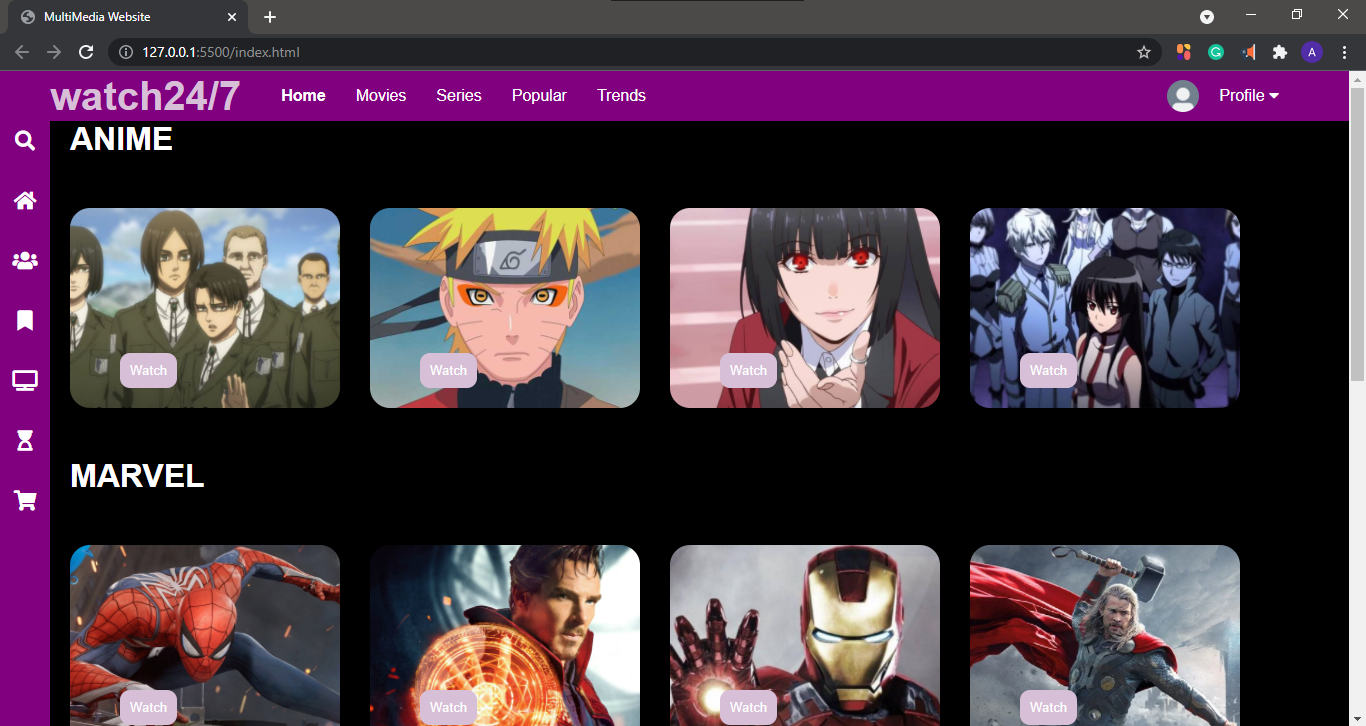 MultiMedia Website
127.0.0.1:5500/index.html
A
watch24/7 Home Movies Series Popular Trends Profile
ANIME
Watch Watch Watch Watch
MARVEL
Watch Watch Watch Watch